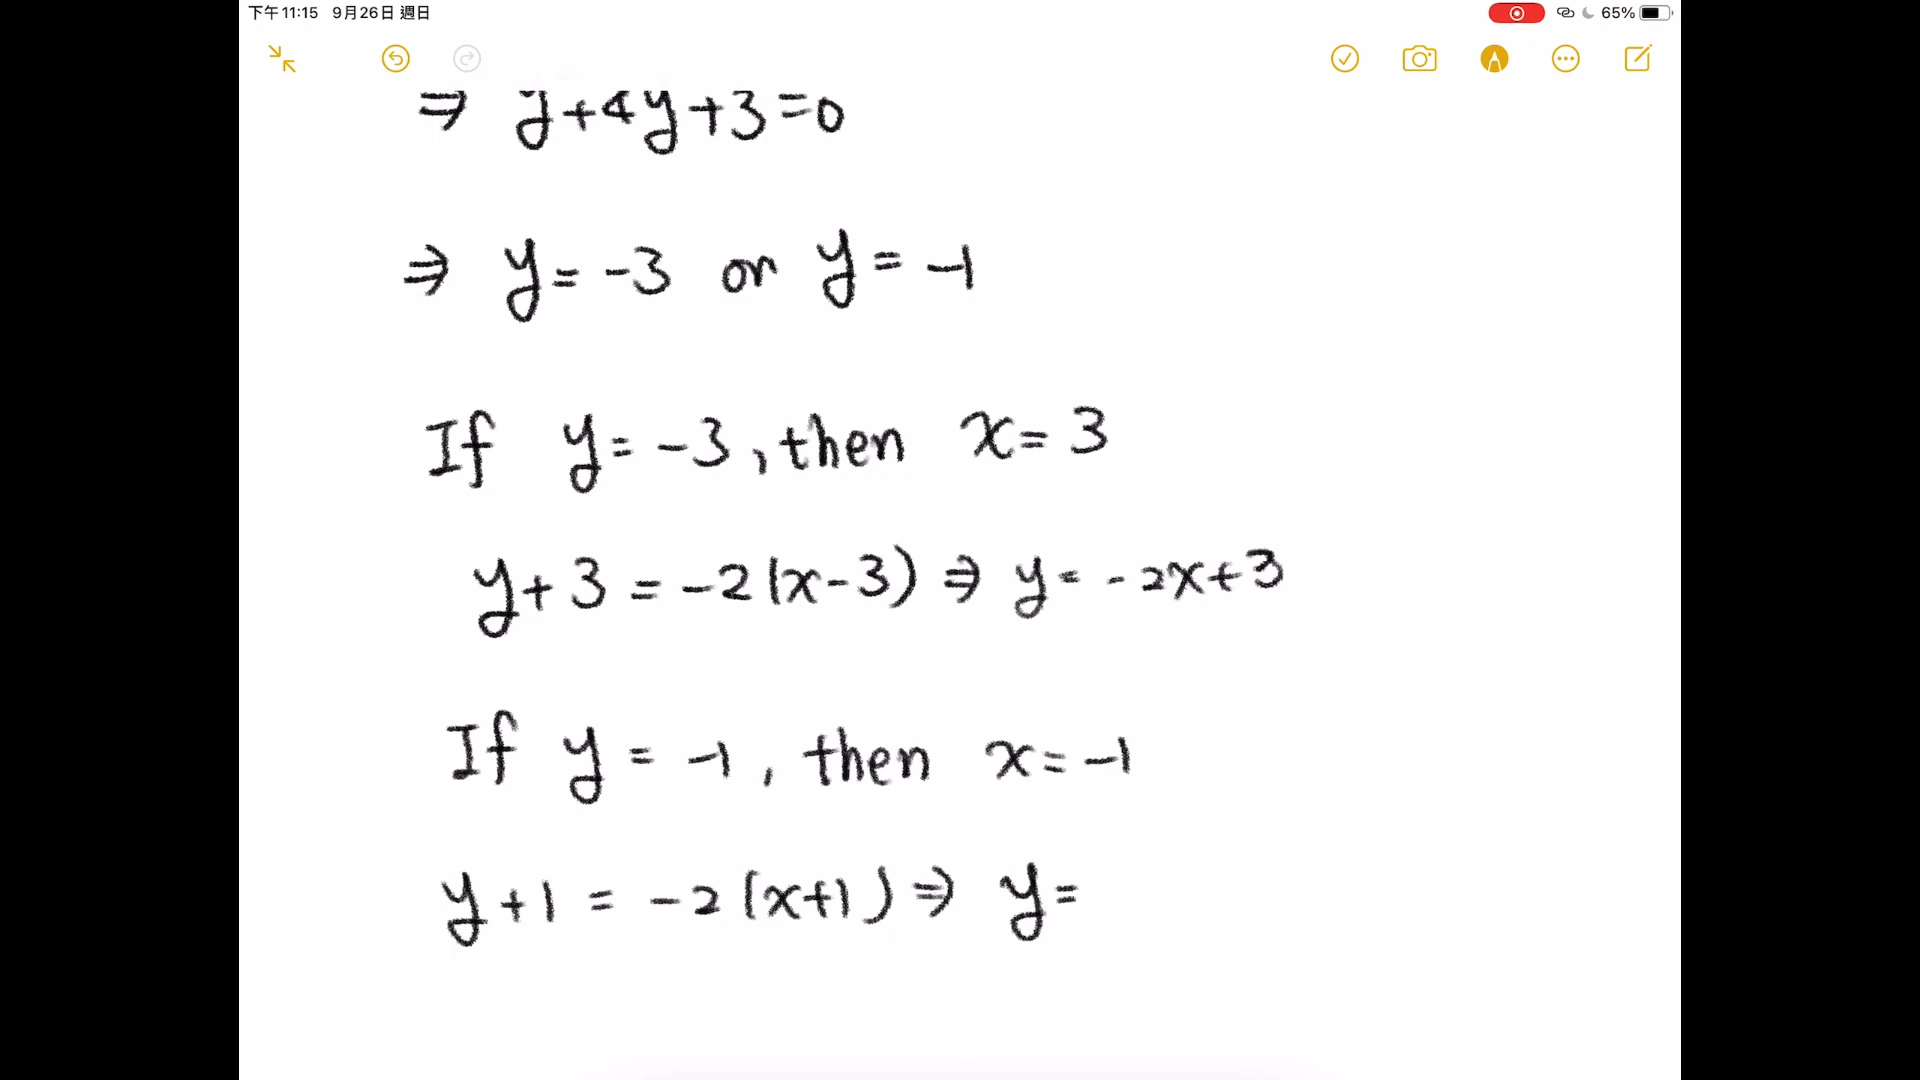 下午11:15 9月26日 週日 65%
⇒ y+4y+3=0
⇒ y=-3 or y=-1
If y=-3, then x=3
y+3=-2(x-3) ⇒ y=-2x+3
If y=-1, then x=-1
y+1=-2(x+1) ⇒ y=